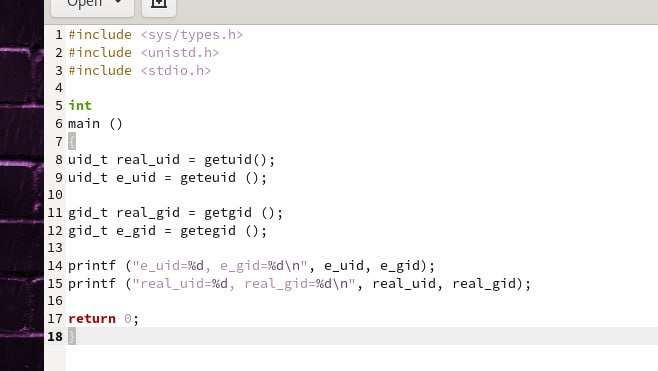 Open
1 #include <sys/types.h>
2 #include <unistd.h>
3 #include <stdio.h>
4
5 int
6 main ()
7 {
8 uid_t real_uid = getuid();
9 uid_t e_uid = geteuid ();
10
11 gid_t real_gid = getgid ();
12 gid_t e_gid = getegid ();
13
14 printf ("e_uid=%d, e_gid=%d\n", e_uid, e_gid);
15 printf ("real_uid=%d, real_gid=%d\n", real_uid, real_gid);
16
17 return 0;
18 }